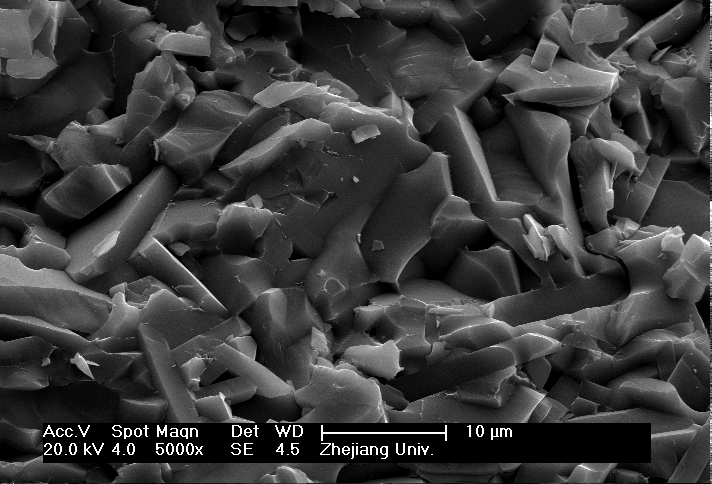 Acc.V Spot Magn Det WD 10 µm
20.0 kV 4.0 5000x SE 4.5 Zhejiang Univ.